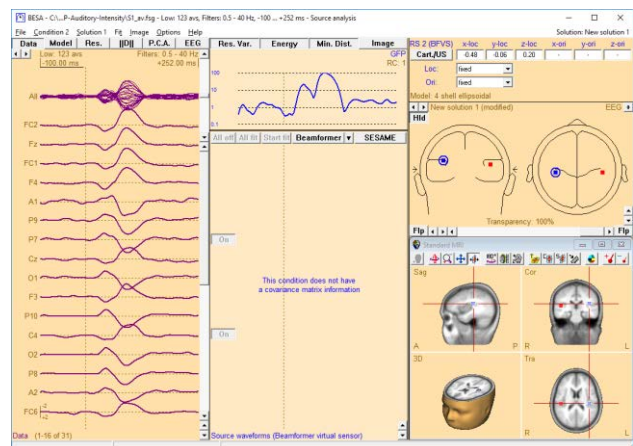 BESA - C:\...P-Auditory-Intensity\S1_av.fsg - Low: 123 avs, Filters: 0.5 - 40 Hz, -100 ... +252 ms - Source analysis
File Condition 2 Solution 1 Fit Image Options Help
Solution: New solution 1
Data Model Res. ||D|| P.C.A. EEG
Res. Var. Energy Min. Dist. Image
RS 2 (BFVS) x-loc y-loc z-loc x-ori y-ori z-ori
Low: 123 avs Filters: 0.5 - 40 Hz
-100.00 ms +252.00 ms
GFP
RC: 1
100
10
1
0.1
Cart./US -0.48 -0.06 0.20 - - -
Loc: fixed
Ori: fixed
Model: 4 shell ellipsoidal
New solution 1 (modified) EEG
Hld
All off All fit Start fit Beamformer SESAME
All
FC2
Fz
FC1
F4
A1
P9
P7
Cz
O1
F3
P10
C4
O2
P8
A2
FC6
-2
+2
Data (1-16 of 31)
On
This condition does not have
a covariance matrix information
On
Source waveforms (Beamformer virtual sensor)
Transparency: 100%
Flp Flp
Standard MRI
Sag Cor
A P R L
3D Tra
R L